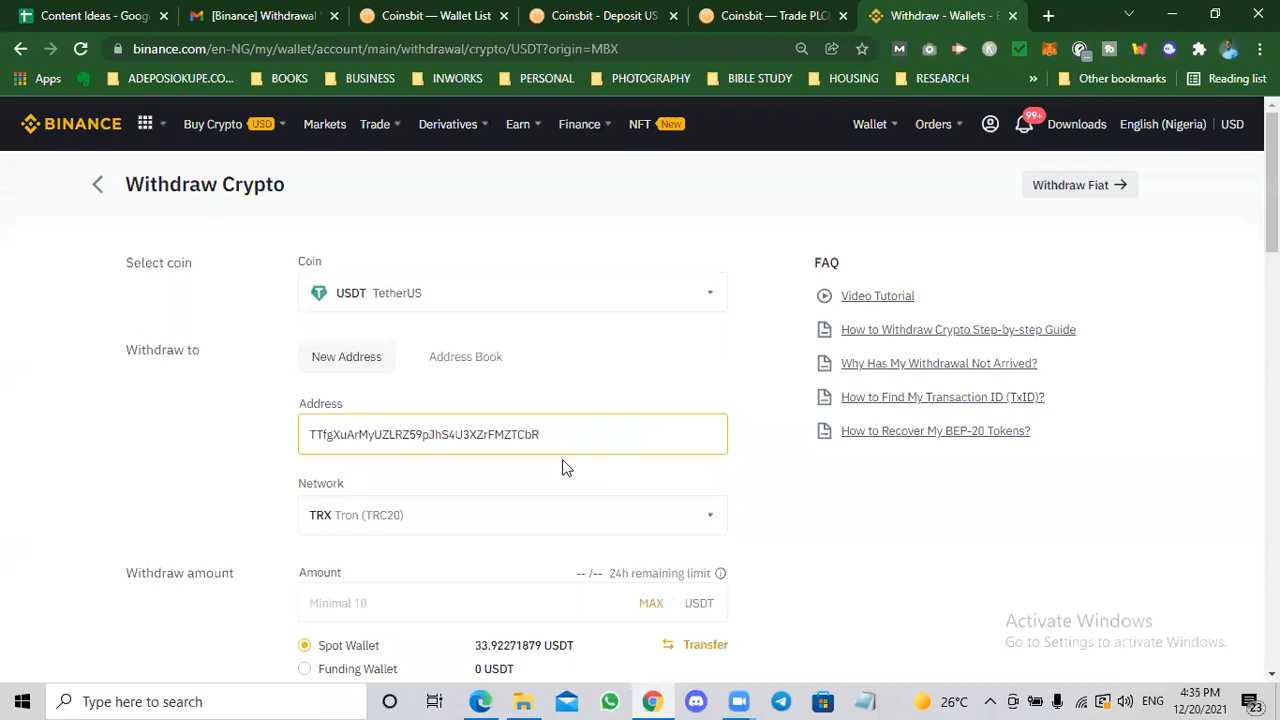 Content Ideas - Goog
[Binance] Withdrawal
Coinsbit — Wallet List
Coinsbit - Deposit US
Coinsbit — Trade PLC
Wallets -
binance.com/en-NG/my/wallet/account/main/withdrawal/crypto/USDT?origin=MBX
Apps
ADEPOSIOKUPE.CO...
BOOKS
BUSINESS
INWORKS
PERSONAL
PHOTOGRAPHY
BIBLE STUDY
HOUSING
RESEARCH
»
Other bookmarks
Reading list
BINANCE
Buy Crypto USD
Markets
Trade
Derivatives
Earn
Finance
NFT New
Wallet
Orders
99+
Downloads
English (Nigeria)
USD
Withdraw Crypto
Withdraw Fiat →
Select coin
Coin
USDT TetherUS
Withdraw to
New Address
Address Book
Address
TTfgXuArMyUZLRZ59pJhS4U3XZrFMZTCbR
Network
TRX Tron (TRC20)
Withdraw amount
Amount
-- /-- 24h remaining limit
Minimal 10
MAX
USDT
Spot Wallet
33.92271879 USDT
Transfer
Funding Wallet
0 USDT
FAQ
Video Tutorial
How to Withdraw Crypto Step-by-step Guide
Why Has My Withdrawal Not Arrived?
How to Find My Transaction ID (TxID)?
How to Recover My BEP-20 Tokens?
Activate Windows
Go to Settings to activate Windows.
Type here to search
26°C
ENG
4:35 PM
12/20/2021
23